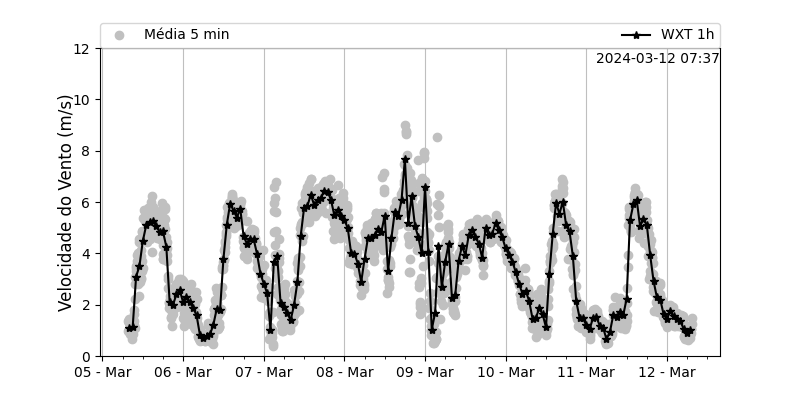 Média 5 min
WXT 1h
2024-03-12 07:37
Velocidade do Vento (m/s)
12
10
8
6
4
2
0
05 - Mar 06 - Mar 07 - Mar 08 - Mar 09 - Mar 10 - Mar 11 - Mar 12 - Mar